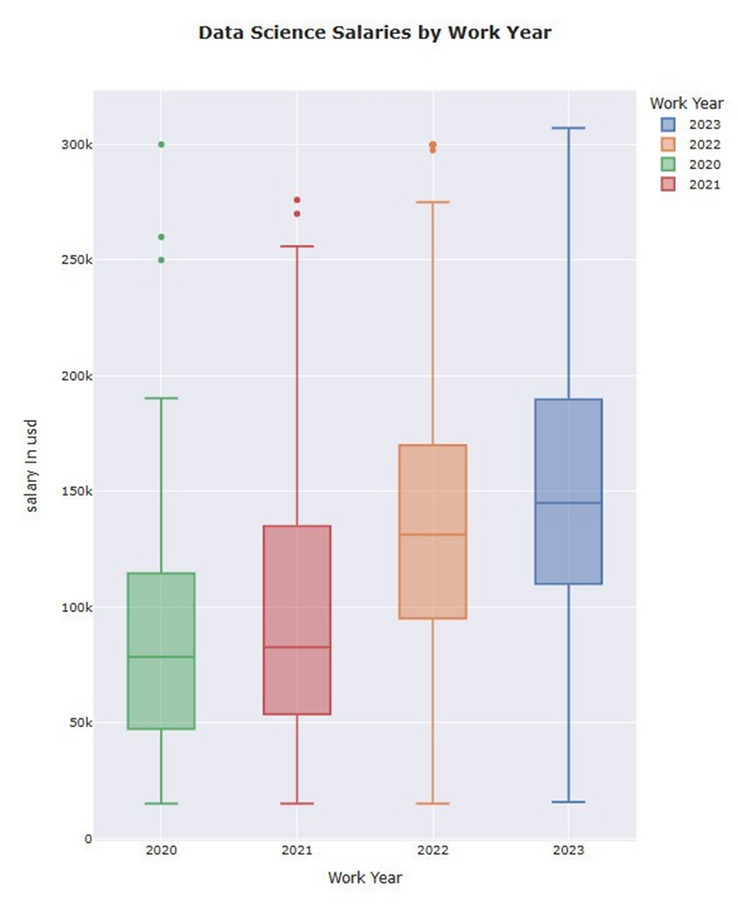 Data Science Salaries by Work Year
Work Year
2023
2022
2020
2021
300k
250k
200k
150k
100k
50k
0
salary In usd
2020 2021 2022 2023
Work Year